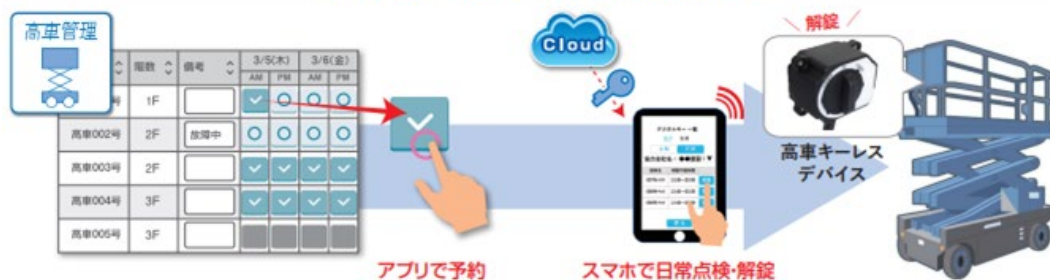 高車管理
階数
備考
3/5(木)
3/6(金)
AM PM AM PM
号 1F
高車002号 2F 故障中
高車003号 2F
高車004号 3F
高車005号 3F
アプリで予約
Cloud
スマホで日常点検・解錠
解錠
高車キーレス
デバイス